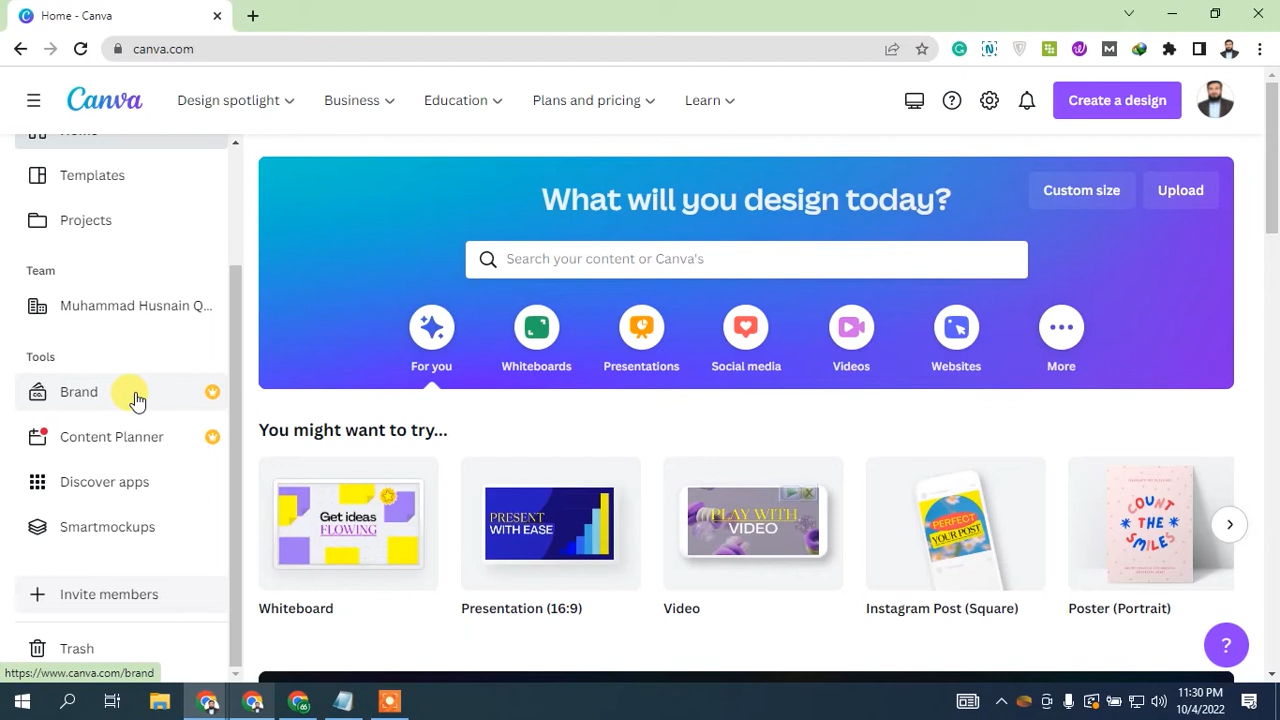 Home - Canva
canva.com
Canva
Design spotlight
Business
Education
Plans and pricing
Learn
Create a design
Home
Templates
Projects
Team
Muhammad Husnain Q...
Tools
Brand
Content Planner
Discover apps
Smartmockups
Invite members
Trash
https://www.canva.com/brand
What will you design today?
Custom size
Upload
Search your content or Canva's
For you
Whiteboards
Presentations
Social media
Videos
Websites
More
You might want to try...
Get ideas
FLOWING
PRESENT
WITH EASE
PLAY WITH
VIDEO
PERFECT
YOUR POST
COUNT
THE
SMILES
Whiteboard
Presentation (16:9)
Video
Instagram Post (Square)
Poster (Portrait)
?
11:30 PM
10/4/2022